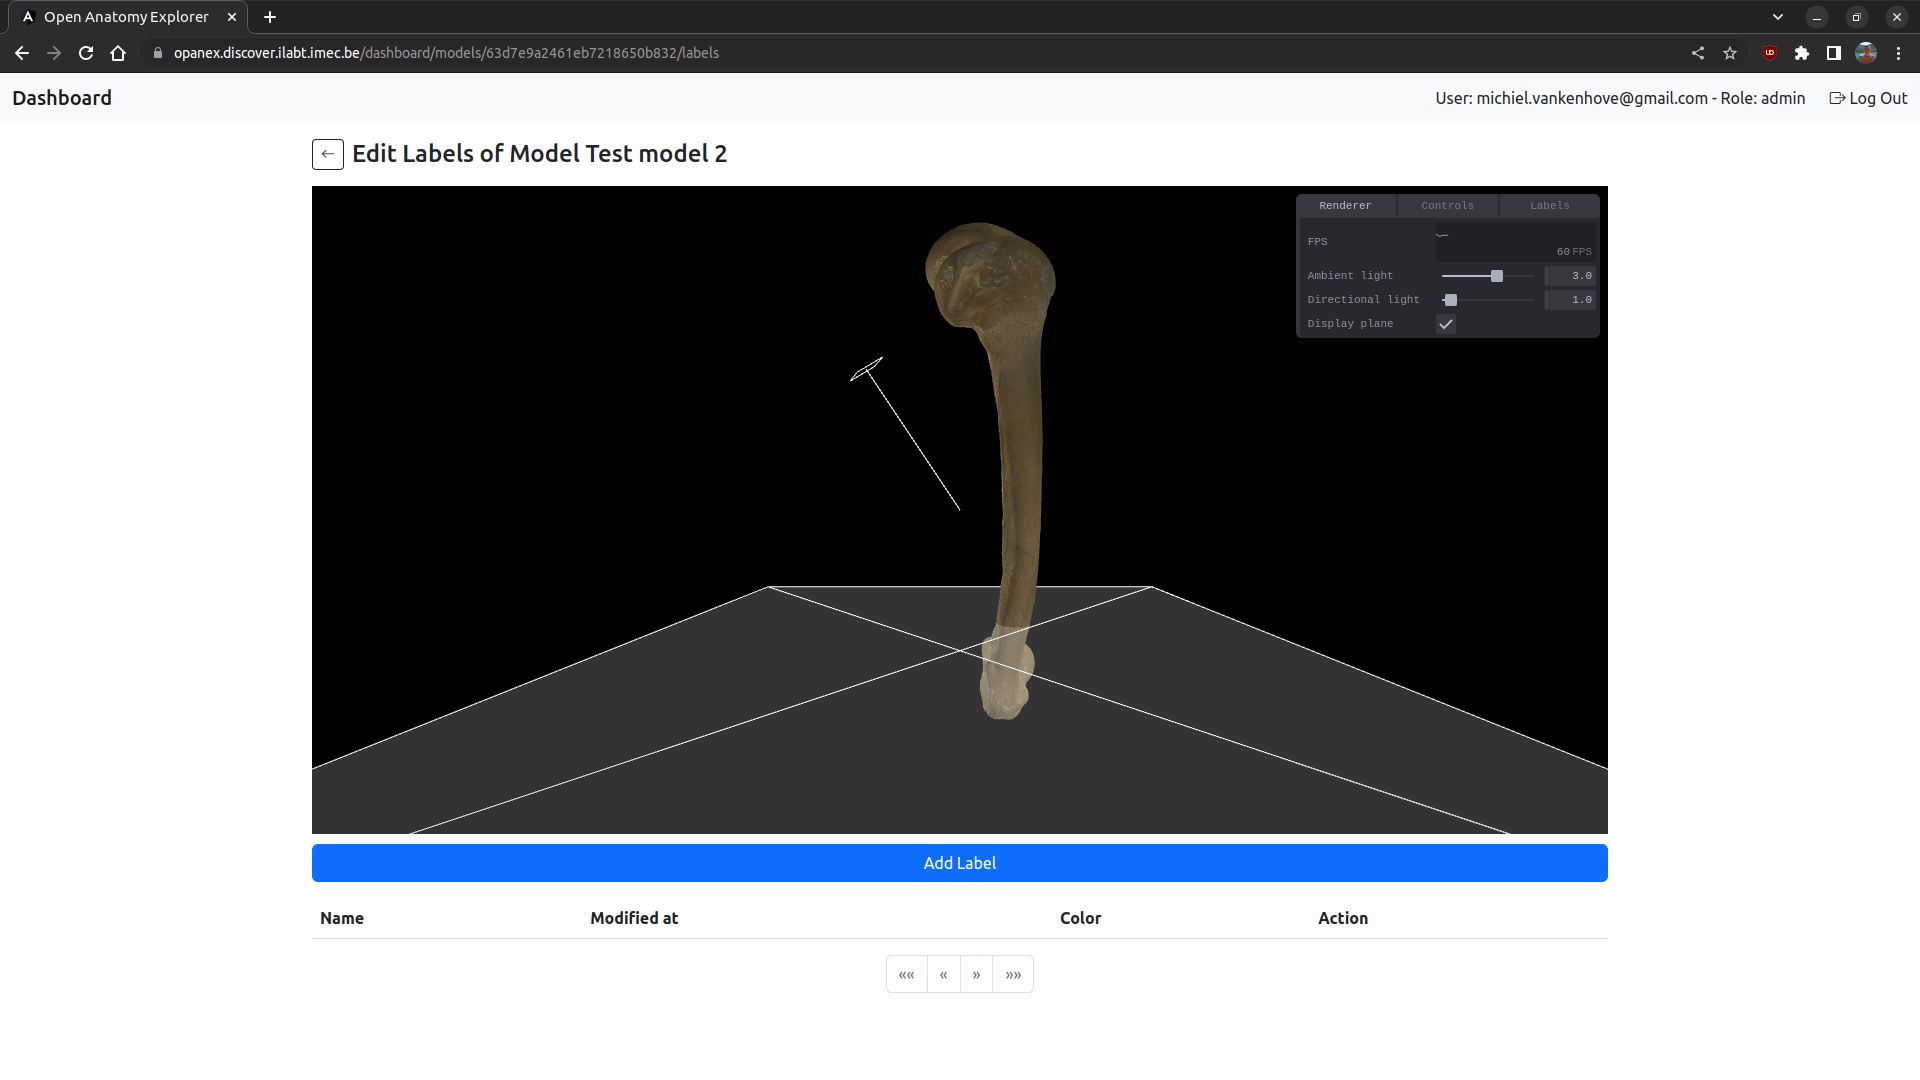 Open Anatomy Explorer
opanex.discover.ilabt.imec.be/dashboard/models/63d7e9a2461eb7218650b832/labels
Dashboard
User: michiel.vankenhove@gmail.com - Role: admin
Log Out
← Edit Labels of Model Test model 2
Renderer Controls Labels
FPS
60 FPS
Ambient light 3.0
Directional light 1.0
Display plane
Add Label
Name Modified at Color Action
«« « » »»